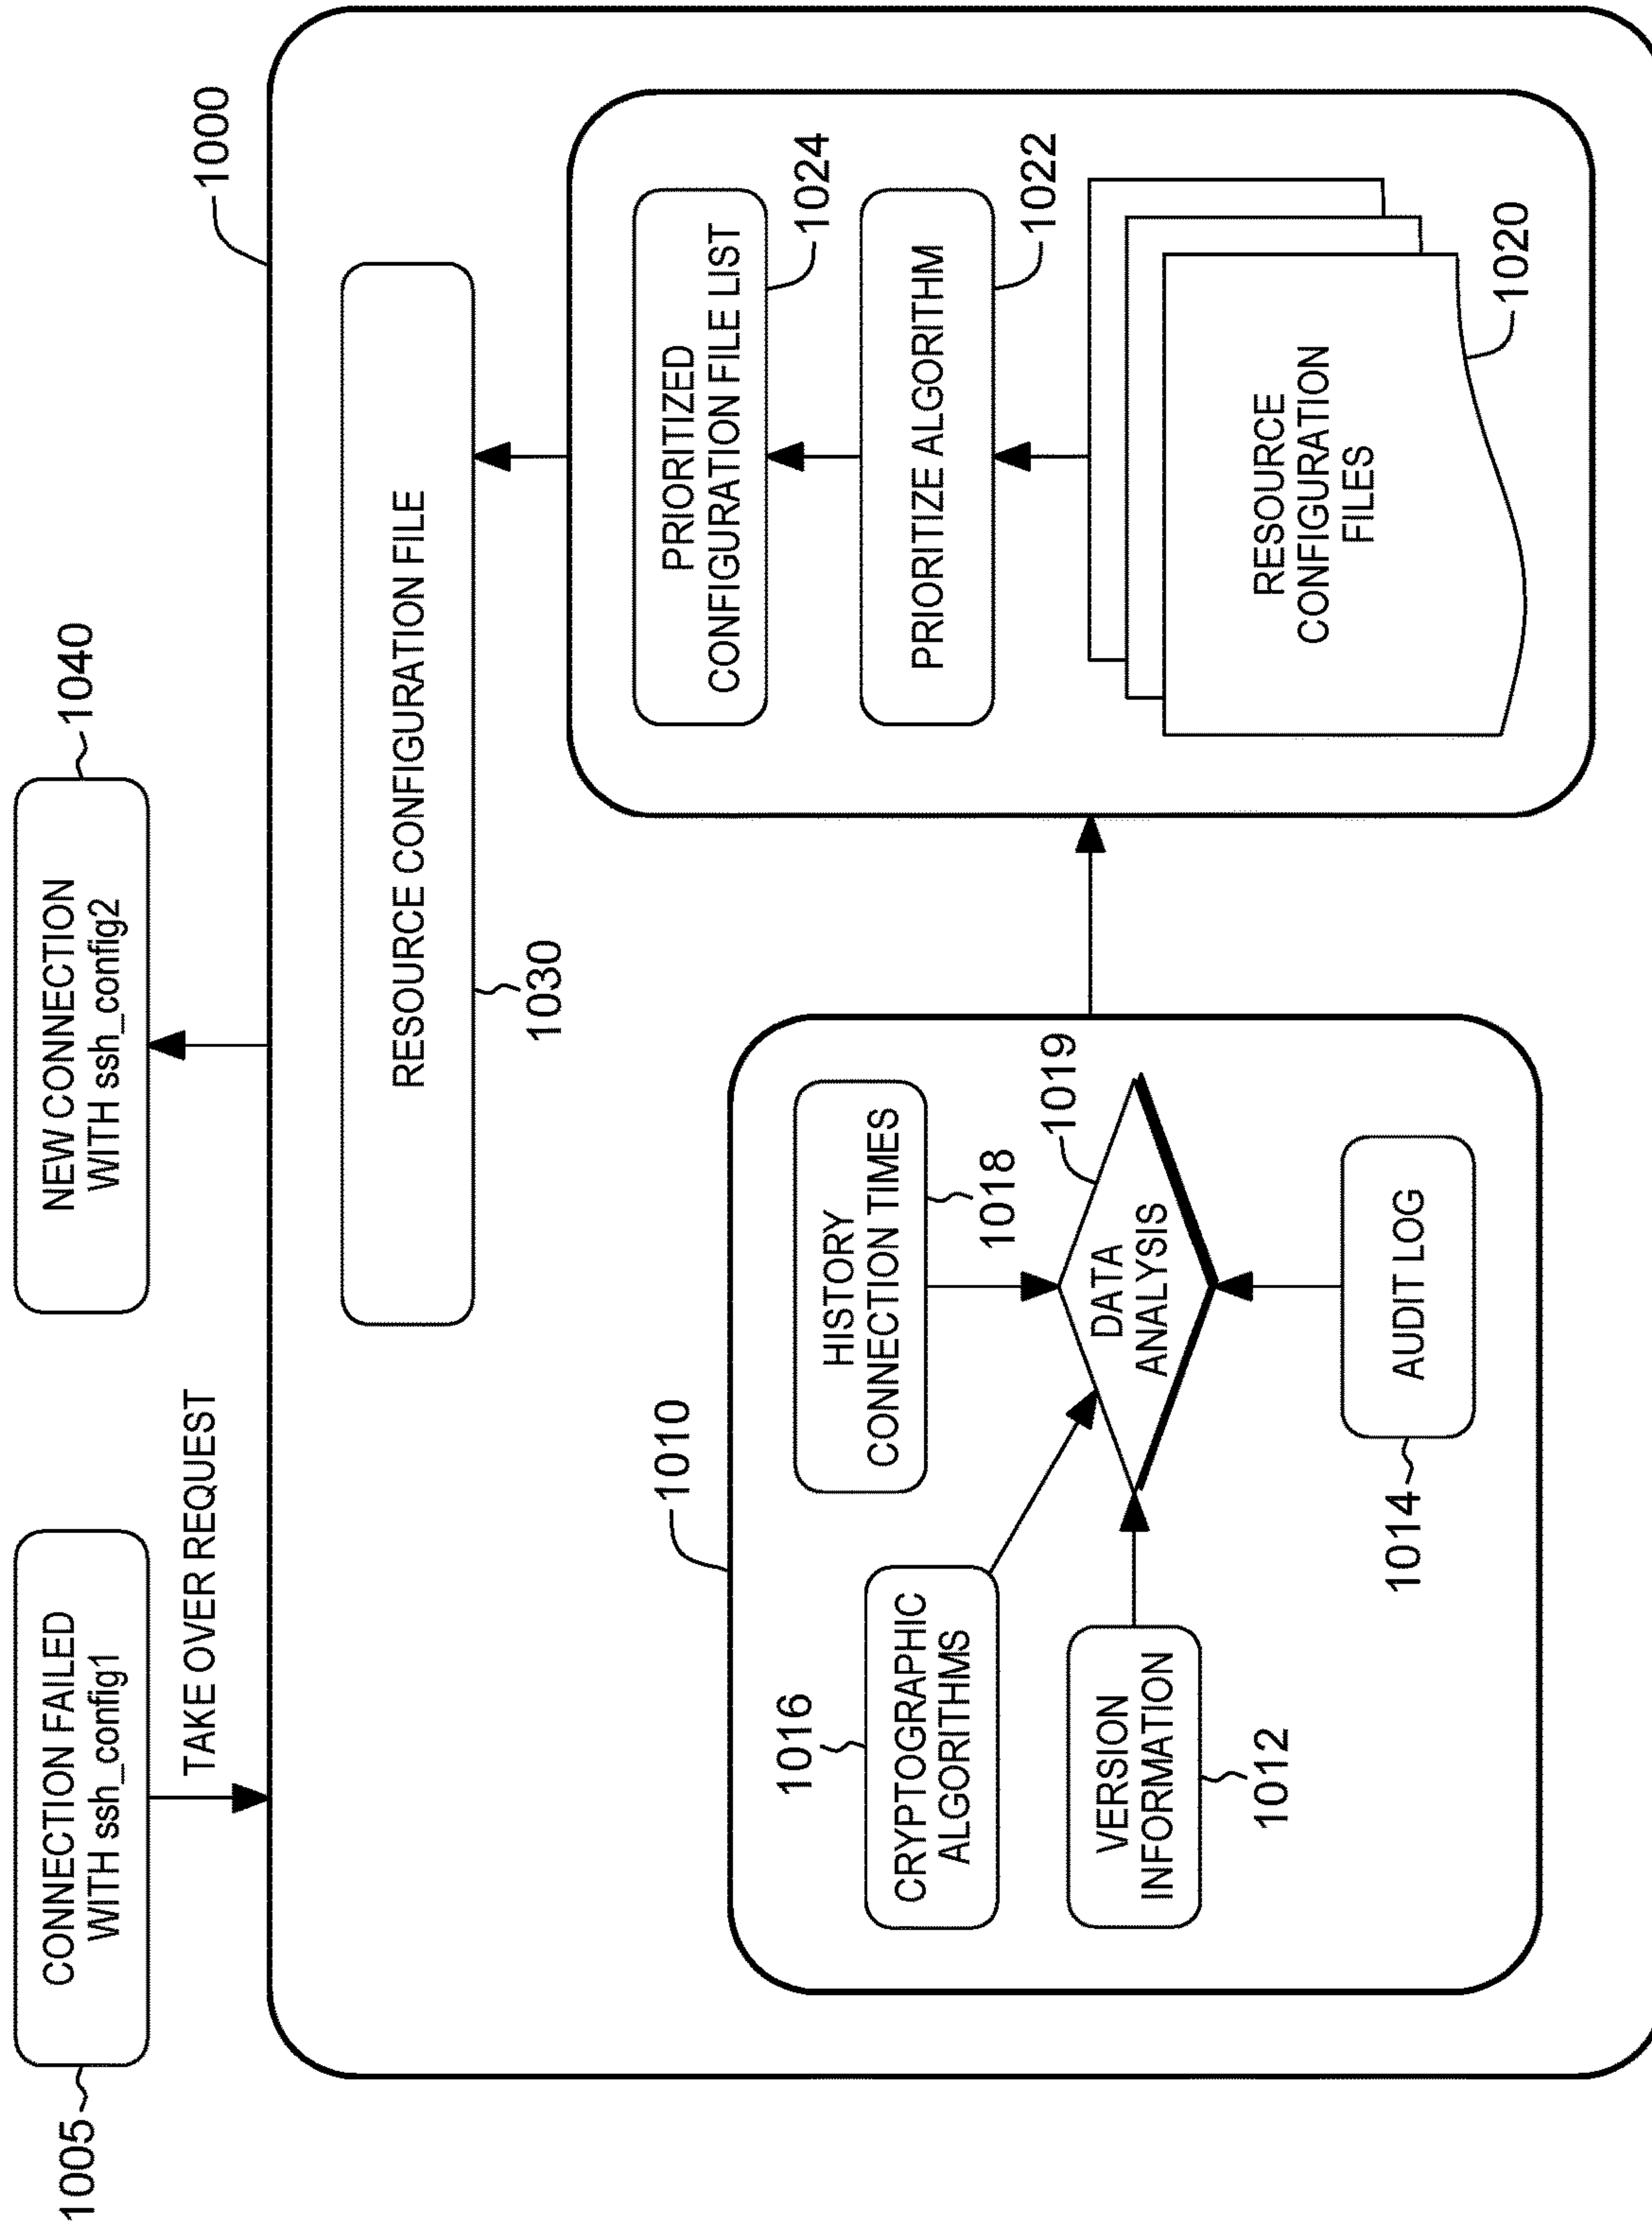 1005
CONNECTION FAILED
WITH ssh_config1
TAKE OVER REQUEST
NEW CONNECTION
WITH ssh_config2
1040
1000
RESOURCE CONFIGURATION FILE
1030
1010
1016
CRYPTOGRAPHIC
ALGORITHMS
HISTORY
CONNECTION TIMES
1018
1019
DATA
ANALYSIS
VERSION
INFORMATION
1012
1014
AUDIT LOG
PRIORITIZED
CONFIGURATION FILE LIST
1024
PRIORITIZE ALGORITHM
1022
RESOURCE
CONFIGURATION
FILES
1020